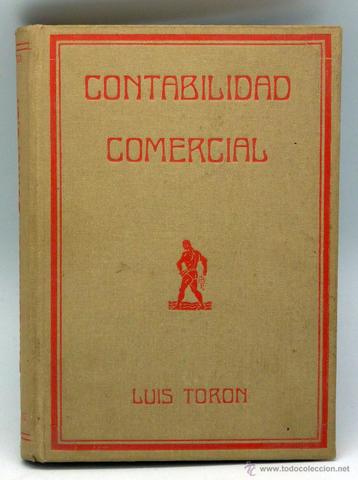 CONTABILIDAD
COMERCIAL
LUIS TORON
© www.todocoleccion.net